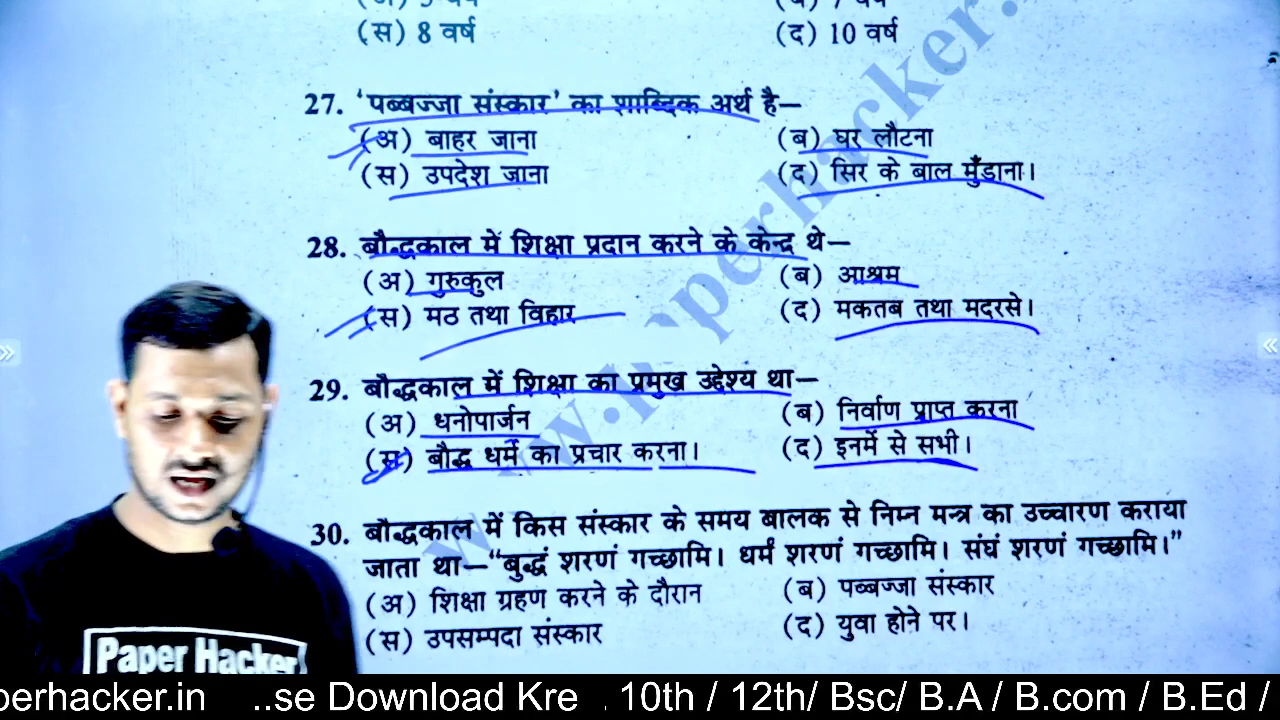 (स) 8 वर्ष (द) 10 वर्ष
27. 'पब्बज्जा संस्कार' का शाब्दिक अर्थ है—
(अ) बाहर जाना (ब) घर लौटना
(स) उपदेश जाना (द) सिर के बाल मुँडाना।
28. बौद्धकाल में शिक्षा प्रदान करने के केन्द्र थे—
(अ) गुरुकुल (ब) आश्रम
(स) मठ तथा विहार (द) मकतब तथा मदरसे।
29. बौद्धकाल में शिक्षा का प्रमुख उद्देश्य था—
(अ) धनोपार्जन (ब) निर्वाण प्राप्त करना
(स) बौद्ध धर्म का प्रचार करना। (द) इनमें से सभी।
30. बौद्धकाल में किस संस्कार के समय बालक से निम्न मन्त्र का उच्चारण कराया
जाता था—"बुद्धं शरणं गच्छामि। धर्मं शरणं गच्छामि। संघं शरणं गच्छामि।"
(अ) शिक्षा ग्रहण करने के दौरान (ब) पब्बज्जा संस्कार
(स) उपसम्पदा संस्कार (द) युवा होने पर।
Paper Hacker
perhacker.in ..se Download Kre . 10th / 12th/ Bsc/ B.A / B.com / B.Ed /